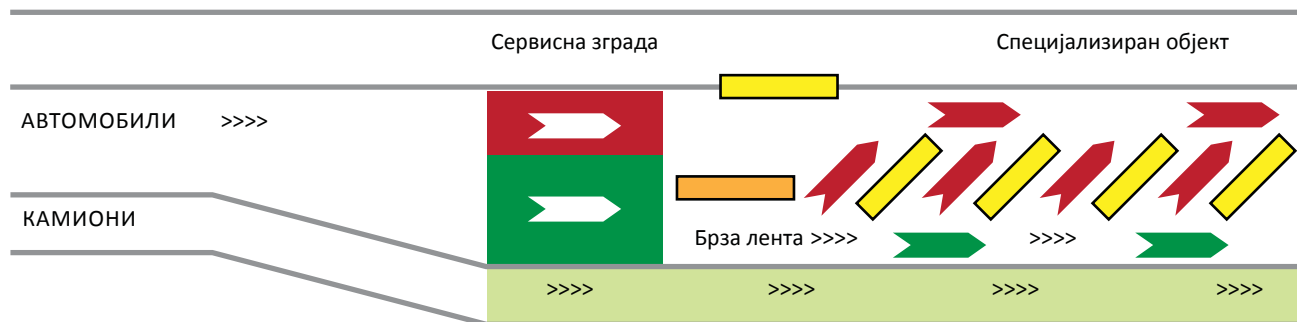 Сервисна зграда
Специјализиран објект
АВТОМОБИЛИ >>>>
КАМИОНИ
Брза лента >>>> >>>>
>>>> >>>> >>>> >>>>